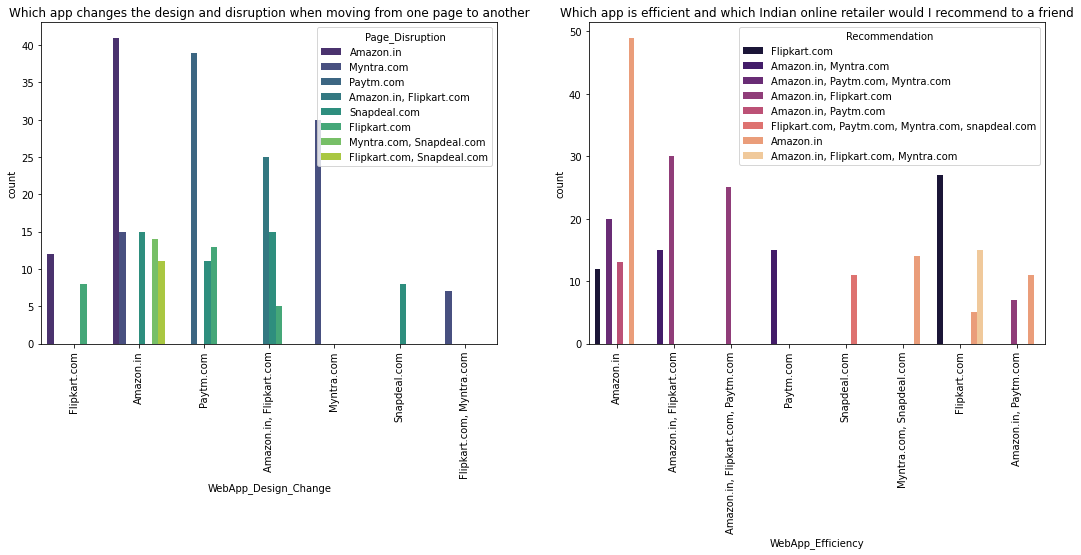 Which app changes the design and disruption when moving from one page to another
40
35
30
25
20
15
10
5
0
count
Page_Disruption
Amazon.in
Myntra.com
Paytm.com
Amazon.in, Flipkart.com
Snapdeal.com
Flipkart.com
Myntra.com, Snapdeal.com
Flipkart.com, Snapdeal.com
Flipkart.com
Amazon.in
Paytm.com
Amazon.in, Flipkart.com
Myntra.com
Snapdeal.com
Flipkart.com, Myntra.com
WebApp_Design_Change
Which app is efficient and which Indian online retailer would I recommend to a friend
50
40
30
20
10
0
count
Recommendation
Flipkart.com
Amazon.in, Myntra.com
Amazon.in, Paytm.com, Myntra.com
Amazon.in, Flipkart.com
Amazon.in, Paytm.com
Flipkart.com, Paytm.com, Myntra.com, snapdeal.com
Amazon.in
Amazon.in, Flipkart.com, Myntra.com
Amazon.in
Amazon.in, Flipkart.com
Amazon.in, Flipkart.com, Paytm.com
Paytm.com
Snapdeal.com
Myntra.com, Snapdeal.com
Flipkart.com
Amazon.in, Paytm.com
WebApp_Efficiency